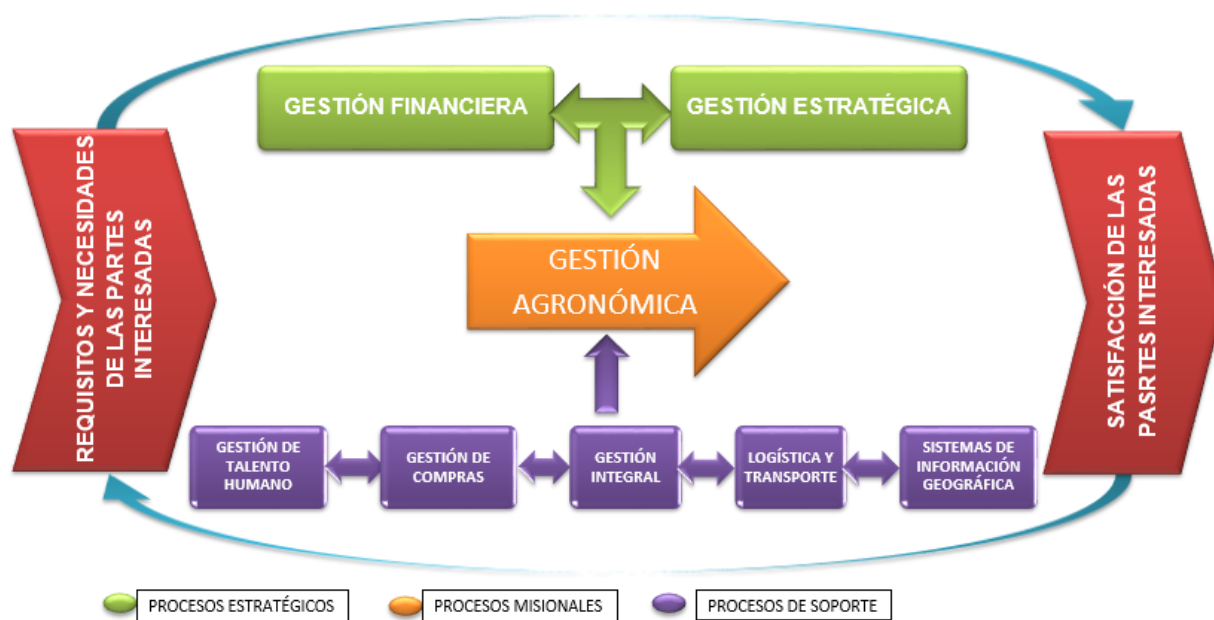 GESTIÓN FINANCIERA
GESTIÓN ESTRATÉGICA
REQUISITOS Y NECESIDADES
DE LAS PARTES
INTERESADAS
GESTIÓN
AGRONÓMICA
SATISFACCIÓN DE LAS
PASRTES INTERESADAS
GESTIÓN DE
TALENTO
HUMANO
GESTIÓN DE
COMPRAS
GESTIÓN
INTEGRAL
LOGÍSTICA Y
TRANSPORTE
SISTEMAS DE
INFORMACIÓN
GEOGRÁFICA
PROCESOS ESTRATÉGICOS
PROCESOS MISIONALES
PROCESOS DE SOPORTE